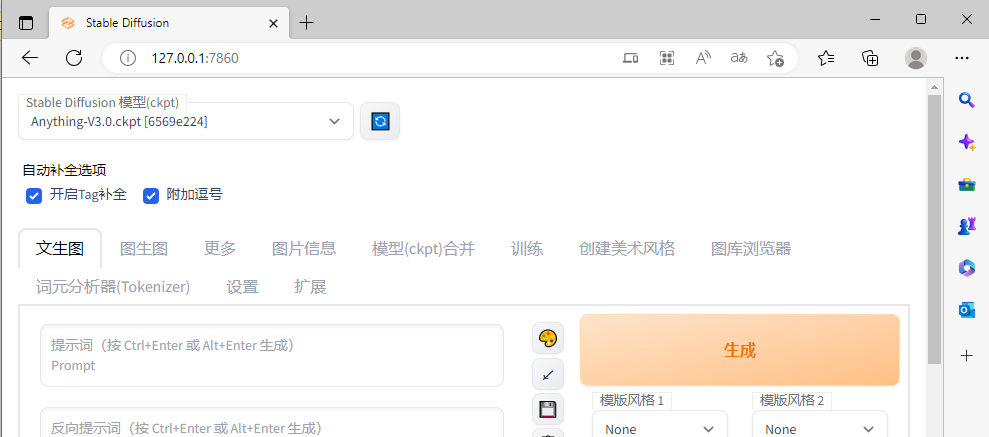 Stable Diffusion
127.0.0.1:7860
Stable Diffusion 模型(ckpt)
Anything-V3.0.ckpt [6569e224]
自动补全选项
开启Tag补全 附加逗号
文生图 图生图 更多 图片信息 模型(ckpt)合并 训练 创建美术风格 图库浏览器
词元分析器(Tokenizer) 设置 扩展
提示词（按 Ctrl+Enter 或 Alt+Enter 生成）
Prompt
生成
模版风格 1 模版风格 2
反向提示词（按 Ctrl+Enter 或 Alt+Enter 生成）
None None